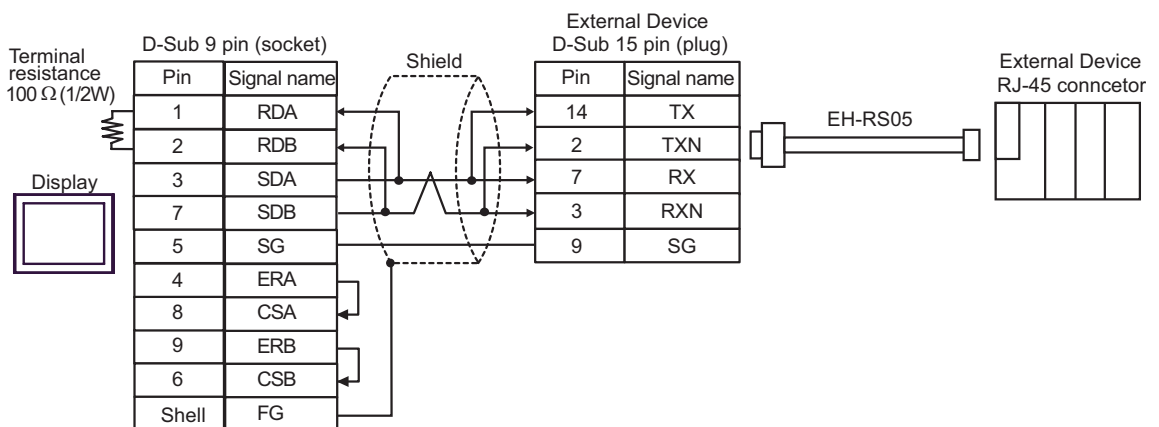 External Device
D-Sub 15 pin (plug)
D-Sub 9 pin (socket)
Terminal
resistance
100 Ω (1/2W)
Shield
External Device
RJ-45 conncetor
Pin Signal name
Pin Signal name
1 RDA
14 TX
EH-RS05
2 RDB
2 TXN
Display
3 SDA
7 RX
7 SDB
3 RXN
5 SG
9 SG
4 ERA
8 CSA
9 ERB
6 CSB
Shell FG